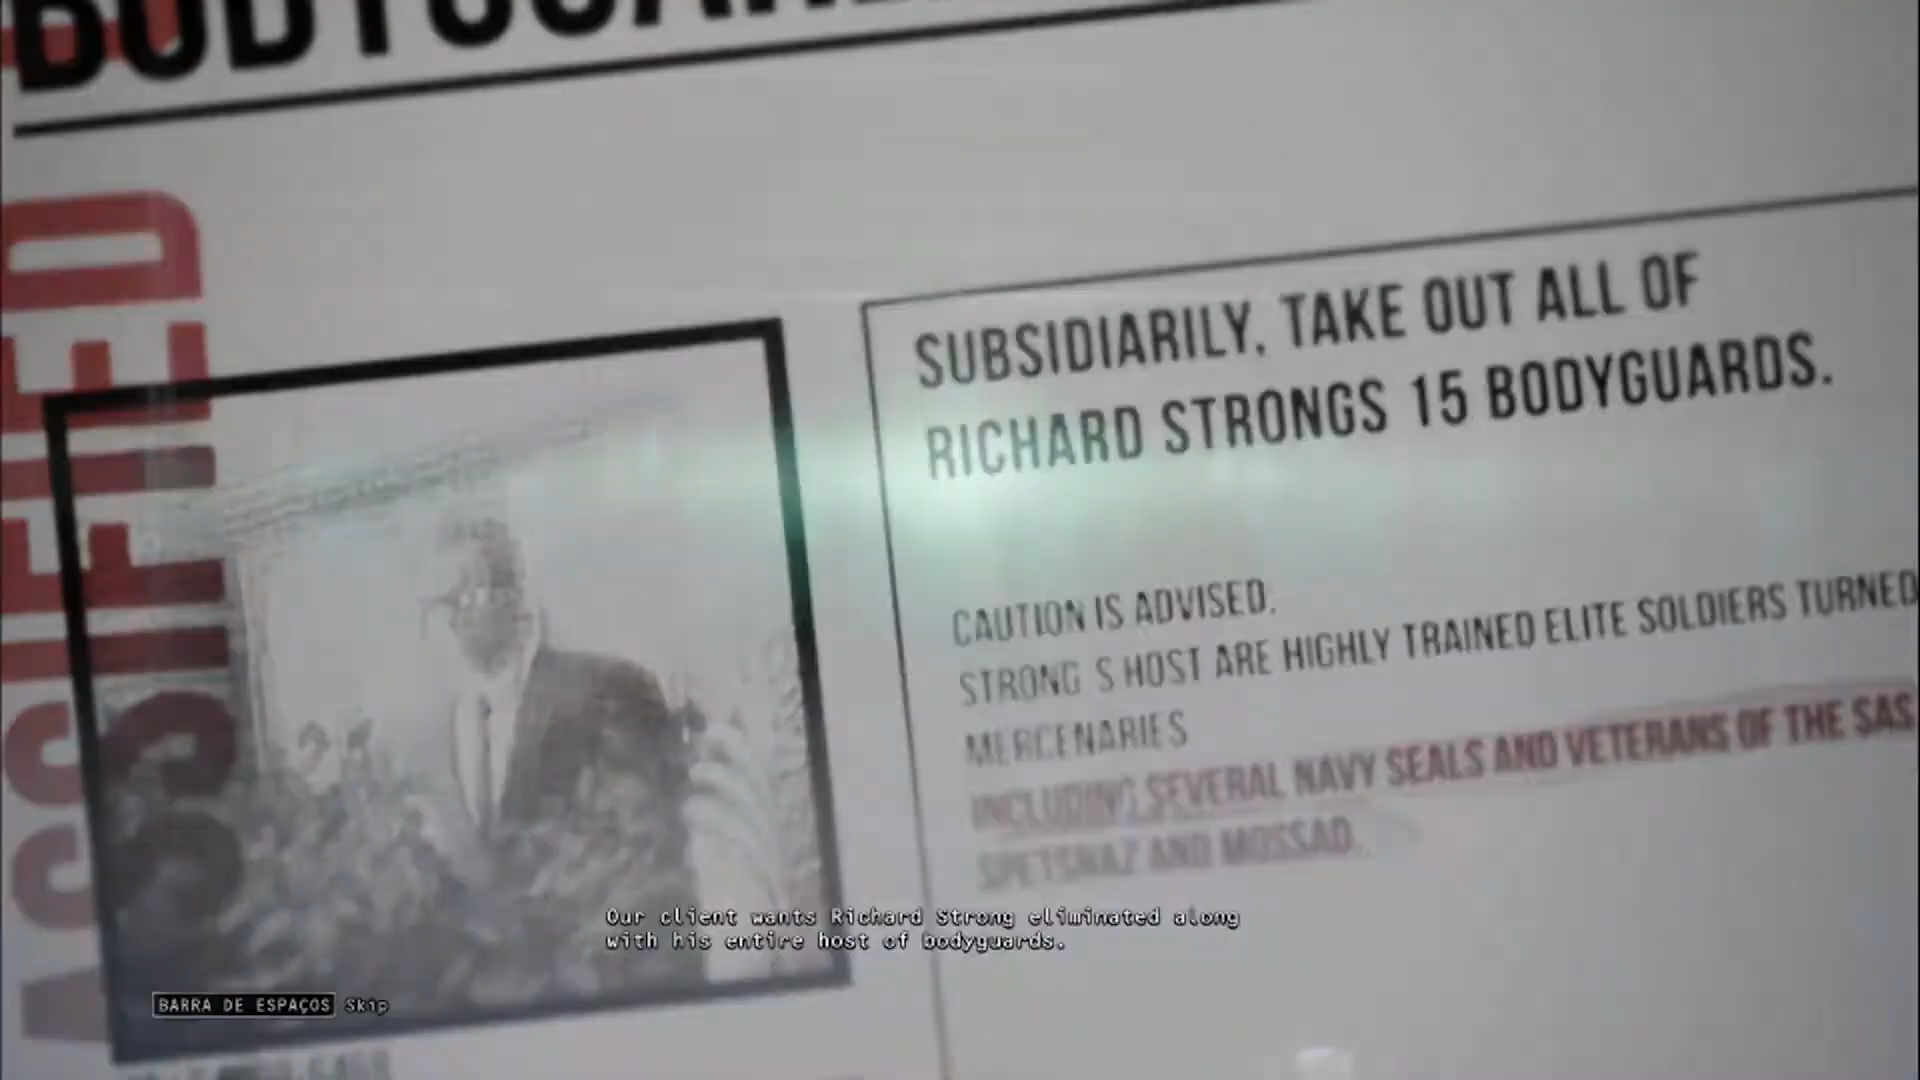 SUBSIDIARILY, TAKE OUT ALL OF
RICHARD STRONGS 15 BODYGUARDS.
CAUTION IS ADVISED.
STRONG S HOST ARE HIGHLY TRAINED ELITE SOLDIERS TURNED
MERCENARIES
INCLUDING SEVERAL NAVY SEALS AND VETERANS OF THE SAS,
SPETSNAZ AND MOSSAD.
Our client wants Richard Strong eliminated along
with his entire host of bodyguards.
BARRA DE ESPAÇOS Skip